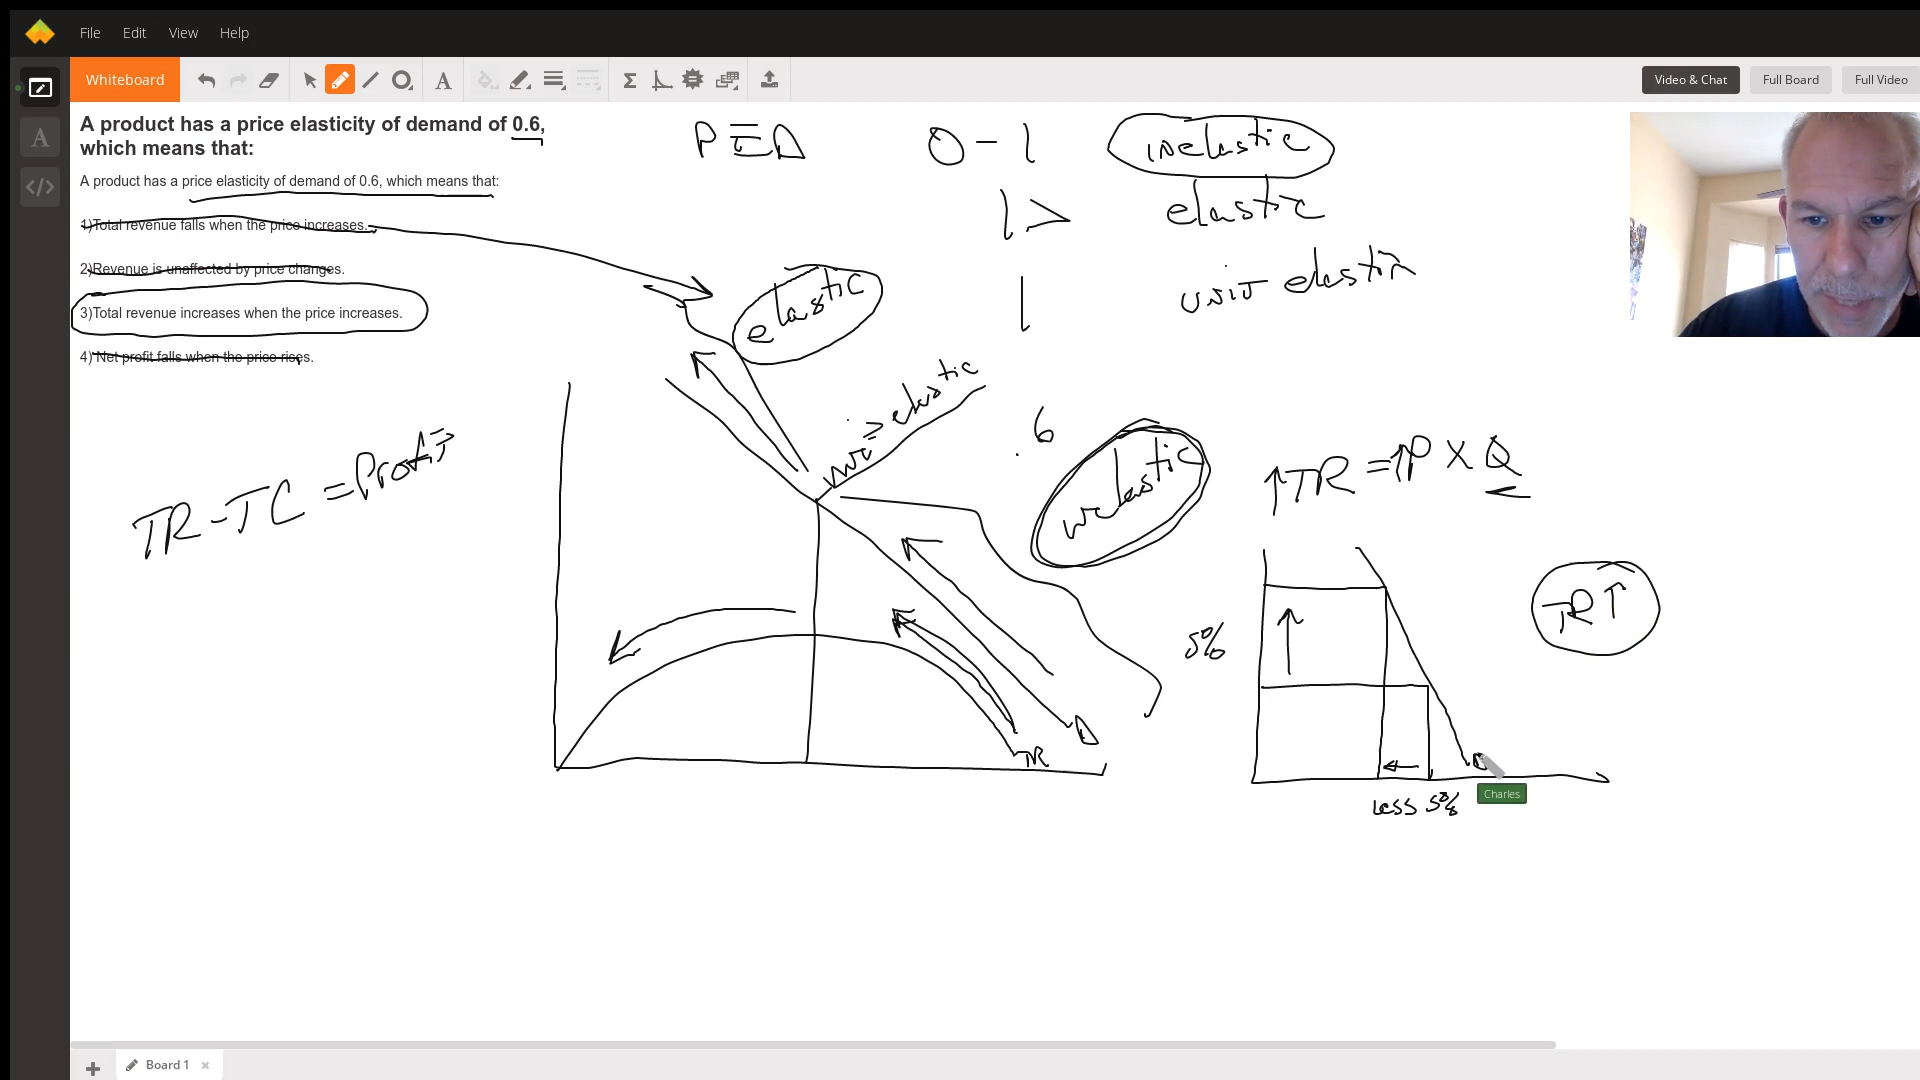 File Edit View Help
Whiteboard A Σ Video & Chat Full Board Full Video
A product has a price elasticity of demand of 0.6,
which means that:
A product has a price elasticity of demand of 0.6, which means that:
1)Total revenue falls when the price increases.
2)Revenue is unaffected by price changes.
3)Total revenue increases when the price increases.
4) Net profit falls when the price rises.
PED 0-1 inelastic
1> elastic
1 unit elastic
elastic
unit elastic
.6
inelastic
↑TR = ↑P X Q
TR-TC = Profit
TR↑
5%
D
TR
D
Less 5%
Charles
Board 1